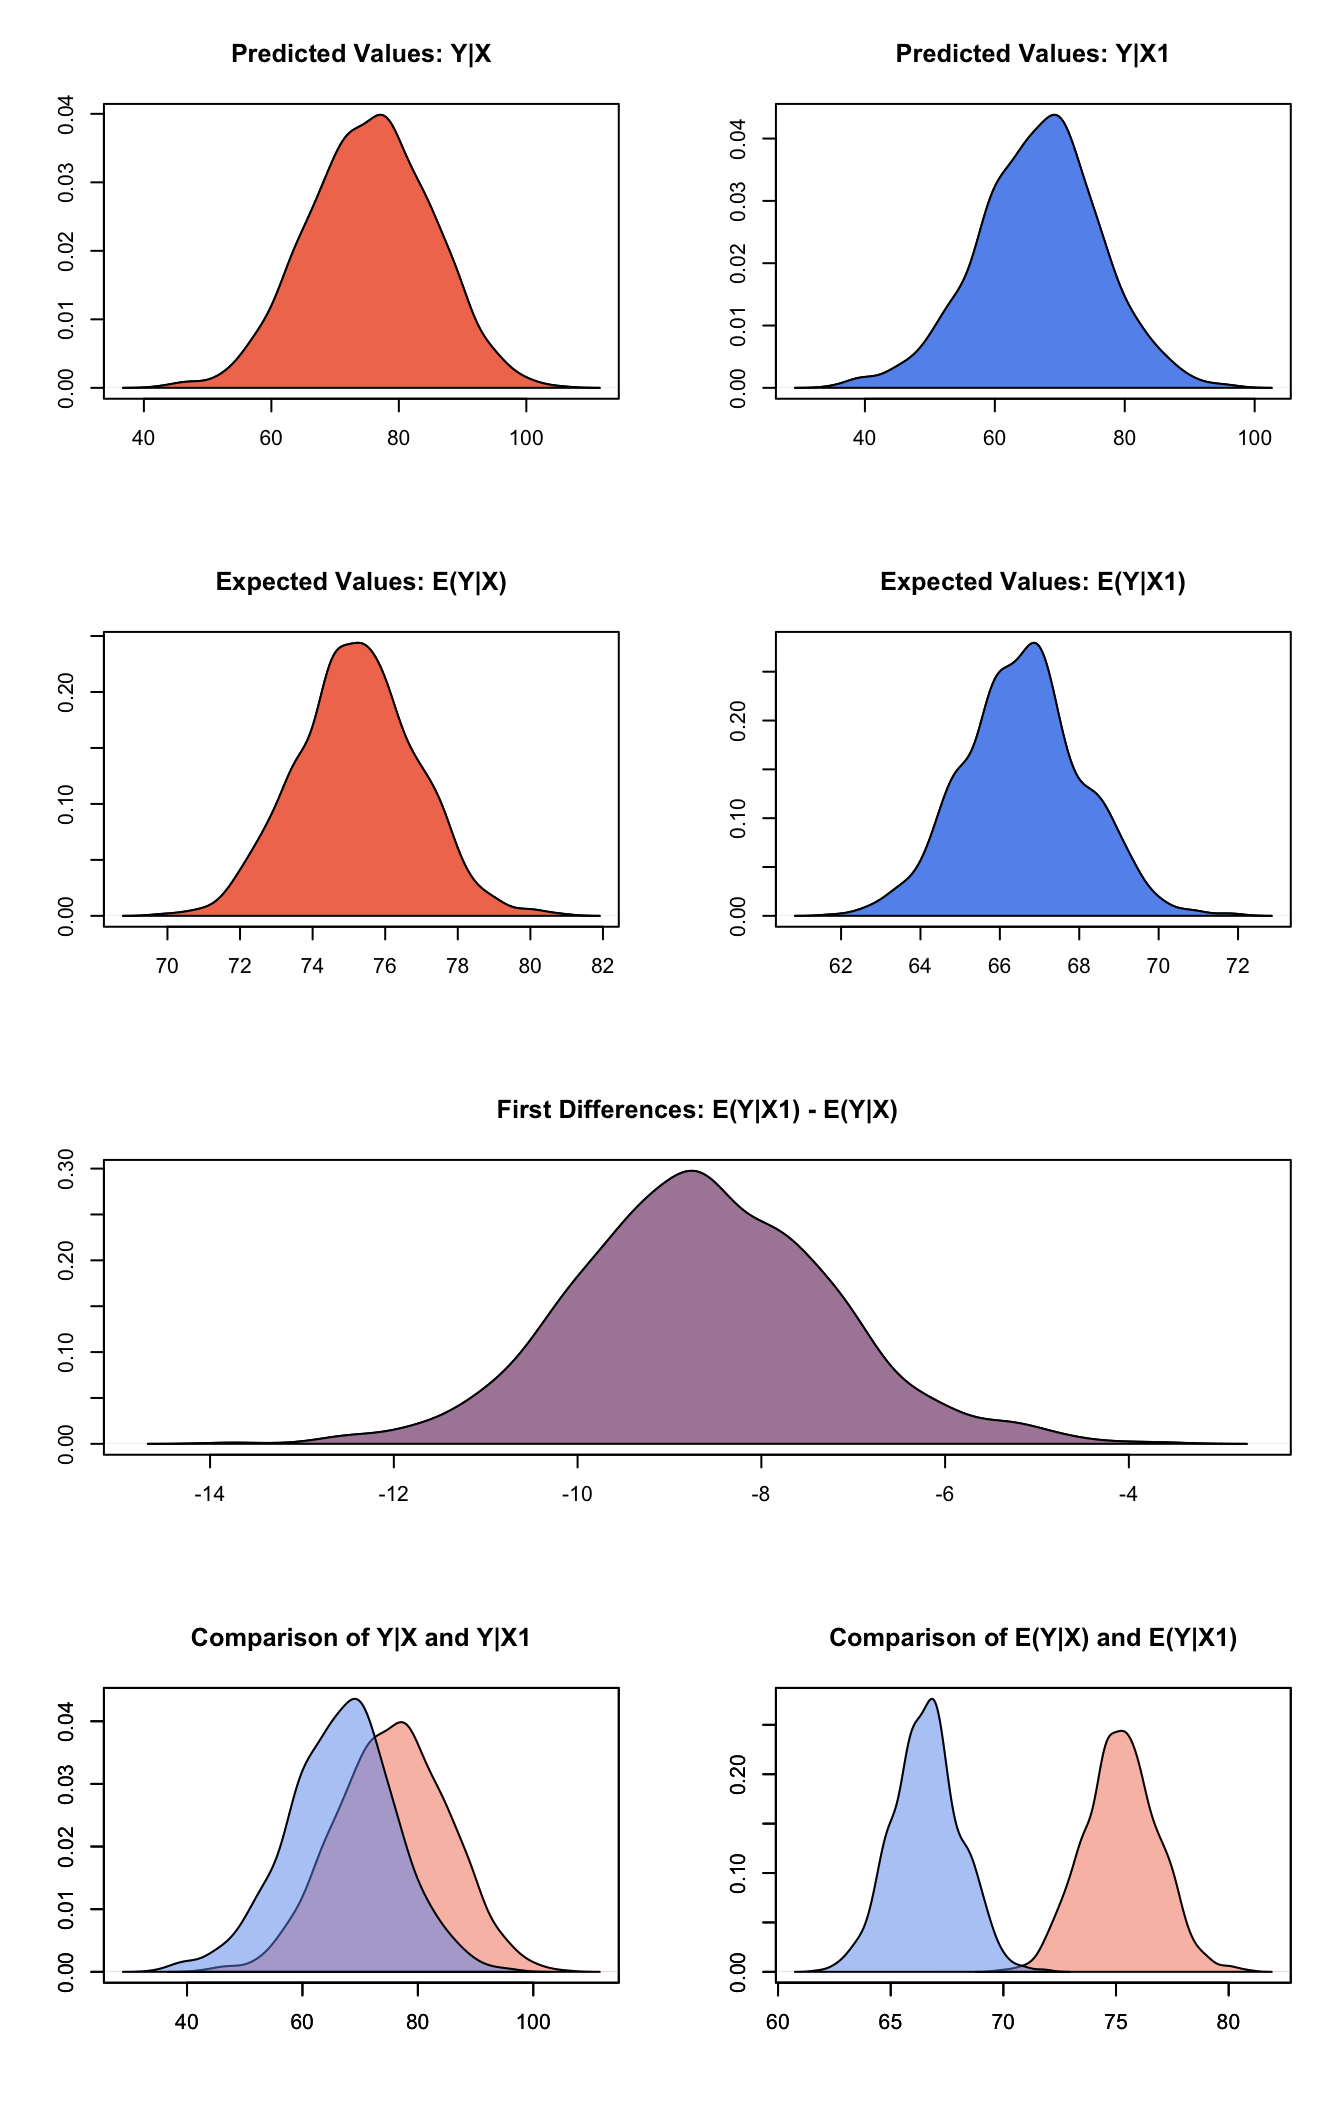 Predicted Values: Y|X
0.00 0.01 0.02 0.03 0.04
40 60 80 100
Predicted Values: Y|X1
0.00 0.01 0.02 0.03 0.04
40 60 80 100
Expected Values: E(Y|X)
0.00 0.10 0.20
70 72 74 76 78 80 82
Expected Values: E(Y|X1)
0.00 0.10 0.20
62 64 66 68 70 72
First Differences: E(Y|X1) - E(Y|X)
0.00 0.10 0.20 0.30
-14 -12 -10 -8 -6 -4
Comparison of Y|X and Y|X1
0.00 0.01 0.02 0.03 0.04
40 60 80 100
Comparison of E(Y|X) and E(Y|X1)
0.00 0.10 0.20
60 65 70 75 80